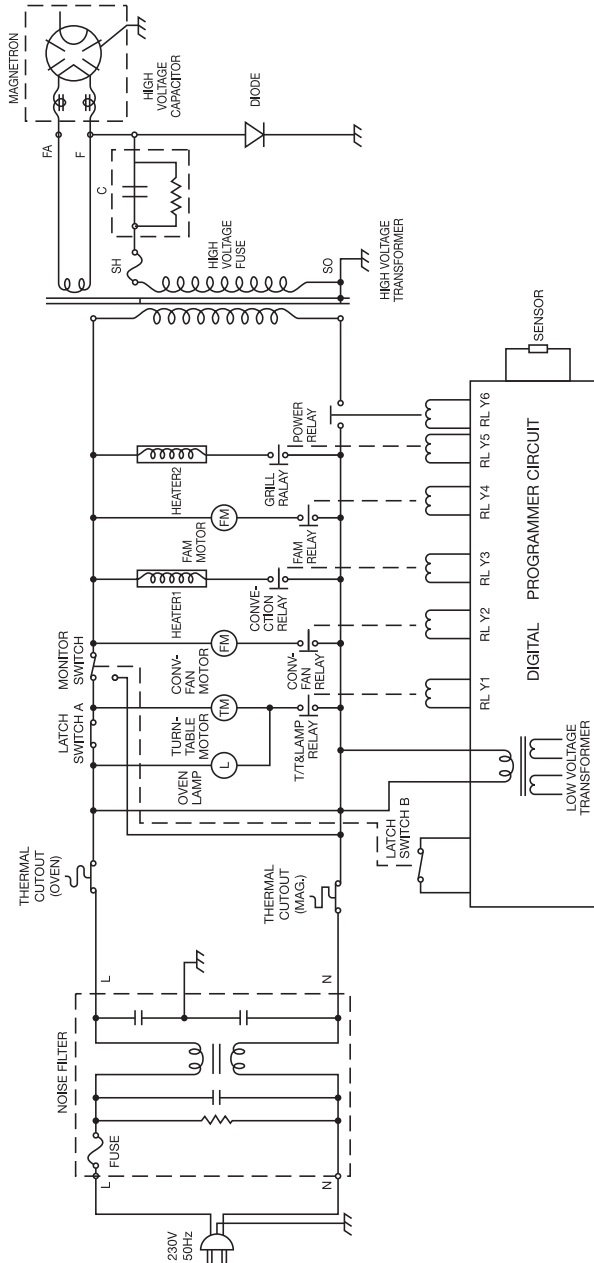 MAGNETRON
FA
F
HIGH
VOLTAGE
CAPACITOR
DIODE
C
SH
HIGH
VOLTAGE
FUSE
SO
HIGH VOLTAGE
TRANSFORMER
HEATER2
GRILL
RALAY
POWER
RELAY
FM
FAM
MOTOR
FAM
RELAY
HEATER1
CONVE-
CTION
RELAY
MONITOR
SWITCH
FM
CONV-
FAN
MOTOR
CONV-
FAN
RELAY
LATCH
SWITCH A
TM
TURN-
TABLE
MOTOR
T/T&LAMP
RELAY
L
OVEN
LAMP
THERMAL
CUTOUT
(OVEN)
THERMAL
CUTOUT
(MAG.)
LATCH
SWITCH B
SENSOR
RL Y6
RL Y5
RL Y4
RL Y3
RL Y2
RL Y1
DIGITAL PROGRAMMER CIRCUIT
LOW VOLTAGE
TRANSFORMER
L
N
NOISE FILTER
FUSE
L
N
230V
50Hz